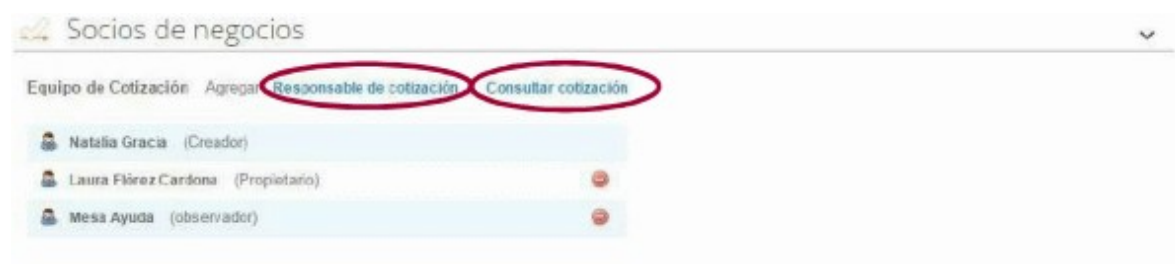 Socios de negocios
Equipo de Cotización Agregar Responsable de cotización Consultar cotización
Natalia Gracia (Creador)
Laura Flórez Cardona (Propietario)
Mesa Ayuda (observador)